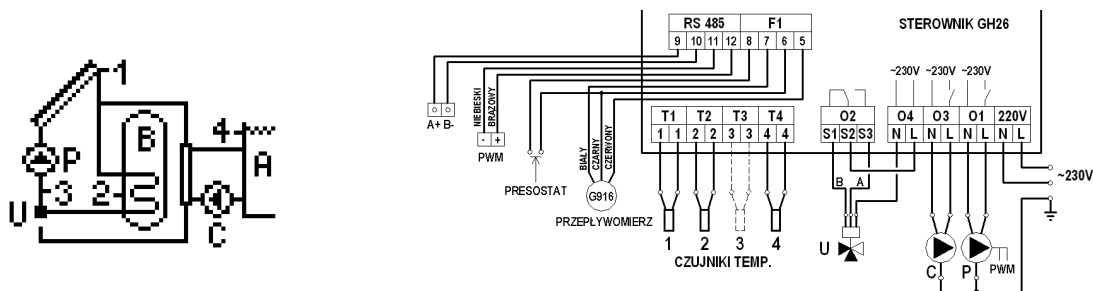 1
4
B
A
P
3
2
U
C
RS 485 F1
9 10 11 12 8 7 6 5
STEROWNIK GH26
~230V ~230V ~230V
A+ B-
NIEBIESKI
BRĄZOWY
- +
PWM
PRESOSTAT
BIAŁY
CZARNY
CZERWONY
G916
PRZEPŁYWOMIERZ
T1 T2 T3 T4
1 1 2 2 3 3 4 4
O2 O4 O3 O1 220V
S1 S2 S3 N L N L N L N L
B A
~230V
1 2 3 4
CZUJNIKI TEMP.
U
C
P
PWM